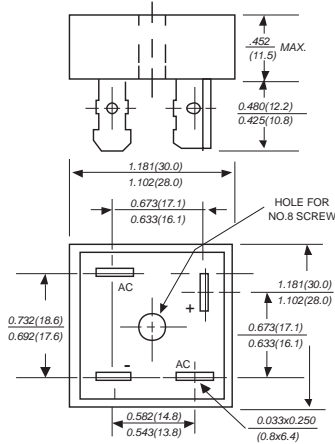 .452
(11.5)
MAX.
0.480(12.2)
0.425(10.8)
1.181(30.0)
1.102(28.0)
0.673(17.1)
0.633(16.1)
HOLE FOR
NO.8 SCREW
AC
+
1.181(30.0)
1.102(28.0)
0.732(18.6)
0.692(17.6)
0.673(17.1)
0.633(16.1)
-
AC
0.582(14.8)
0.543(13.8)
0.033x0.250
(0.8x6.4)